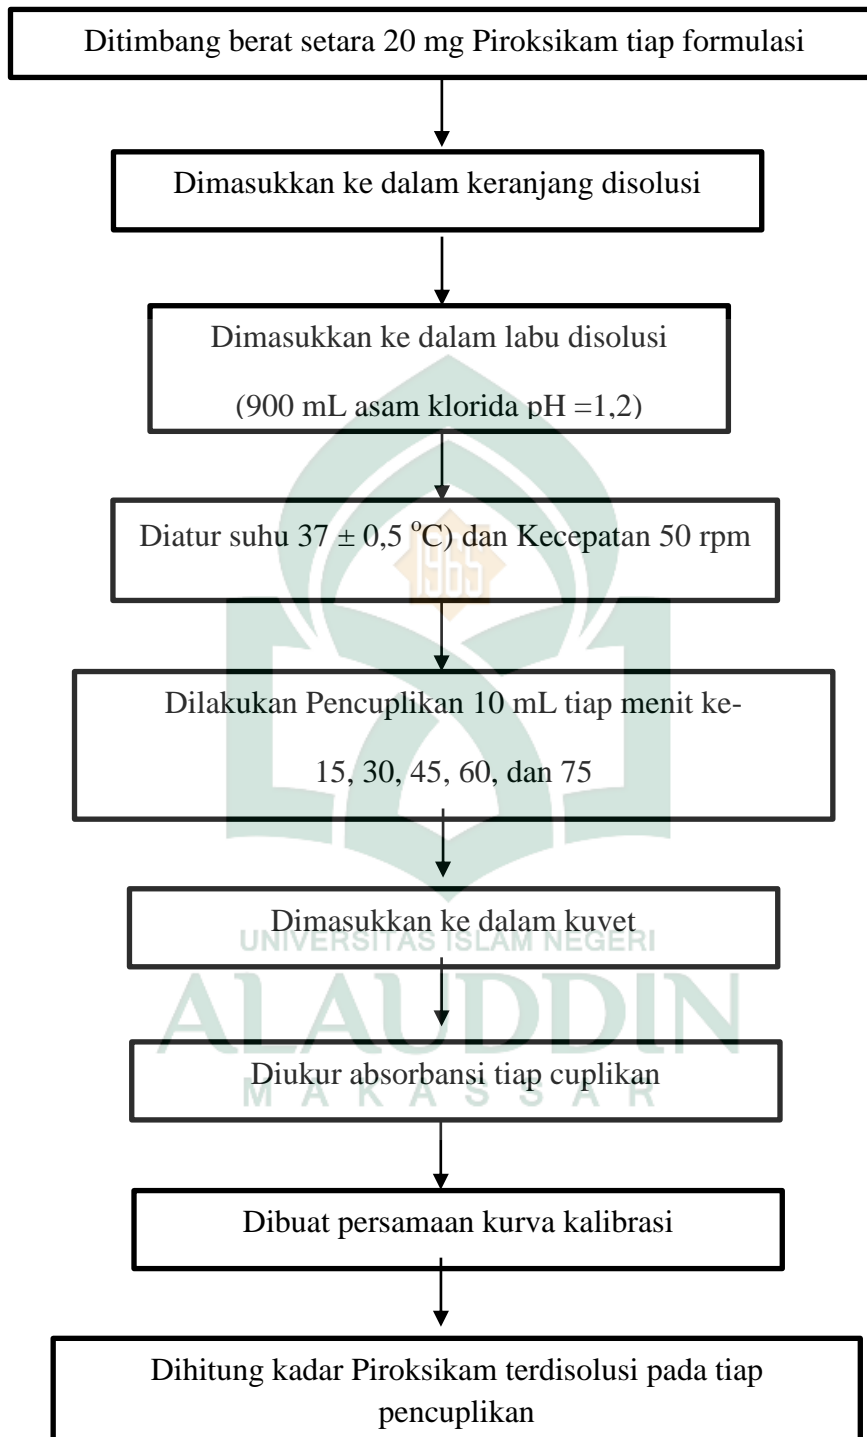 Ditimbang berat setara 20 mg Piroksikam tiap formulasi
Dimasukkan ke dalam keranjang disolusi
Dimasukkan ke dalam labu disolusi
(900 mL asam klorida pH =1,2)
Diatur suhu 37 ± 0,5 °C) dan Kecepatan 50 rpm
1965
Dilakukan Pencuplikan 10 mL tiap menit ke-
15, 30, 45, 60, dan 75
Dimasukkan ke dalam kuvet
UNIVERSITAS ISLAM NEGERI
ALAUDDIN
Diukur absorbansi tiap cuplikan
MAKASSAR
Dibuat persamaan kurva kalibrasi
Dihitung kadar Piroksikam terdisolusi pada tiap
pencuplikan